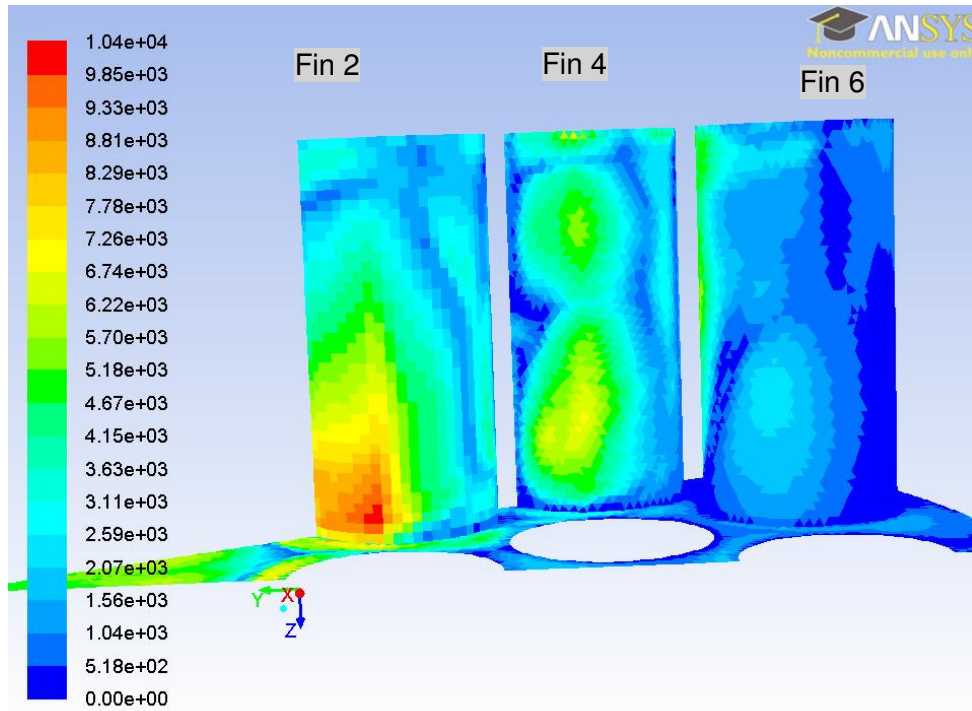 ANSYS
Noncommercial use only
Fin 2
Fin 4
Fin 6
1.04e+04
9.85e+03
9.33e+03
8.81e+03
8.29e+03
7.78e+03
7.26e+03
6.74e+03
6.22e+03
5.70e+03
5.18e+03
4.67e+03
4.15e+03
3.63e+03
3.11e+03
2.59e+03
2.07e+03
1.56e+03
1.04e+03
5.18e+02
0.00e+00
Y
X
Z